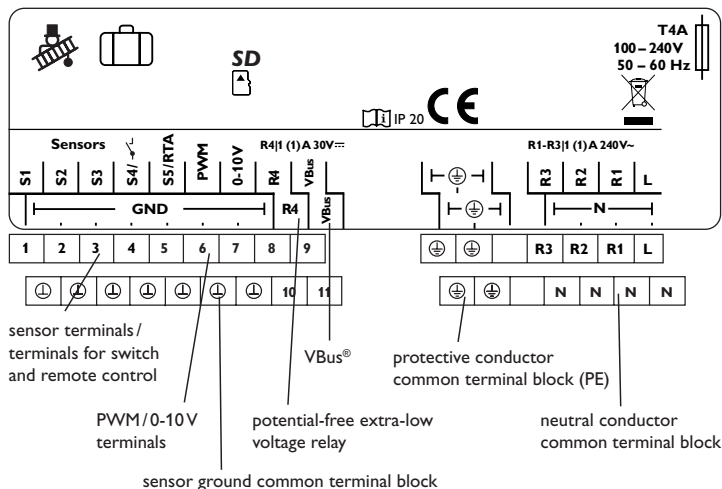 T4A
100–240V
50–60 Hz
SD
IP 20 CE
Sensors
R4|1 (1) A 30V⎓
R1-R3|1 (1) A 240V~
S1 S2 S3 S4/ S5/RTA PWM 0-10V R4 VBus R3 R2 R1 L
GND R4 VBus N
1 2 3 4 5 6 7 8 9 R3 R2 R1 L
10 11 N N N N
sensor terminals/
terminals for switch
and remote control
VBus®
protective conductor
common terminal block (PE)
PWM/0-10V
terminals
potential-free extra-low
voltage relay
neutral conductor
common terminal block
sensor ground common terminal block